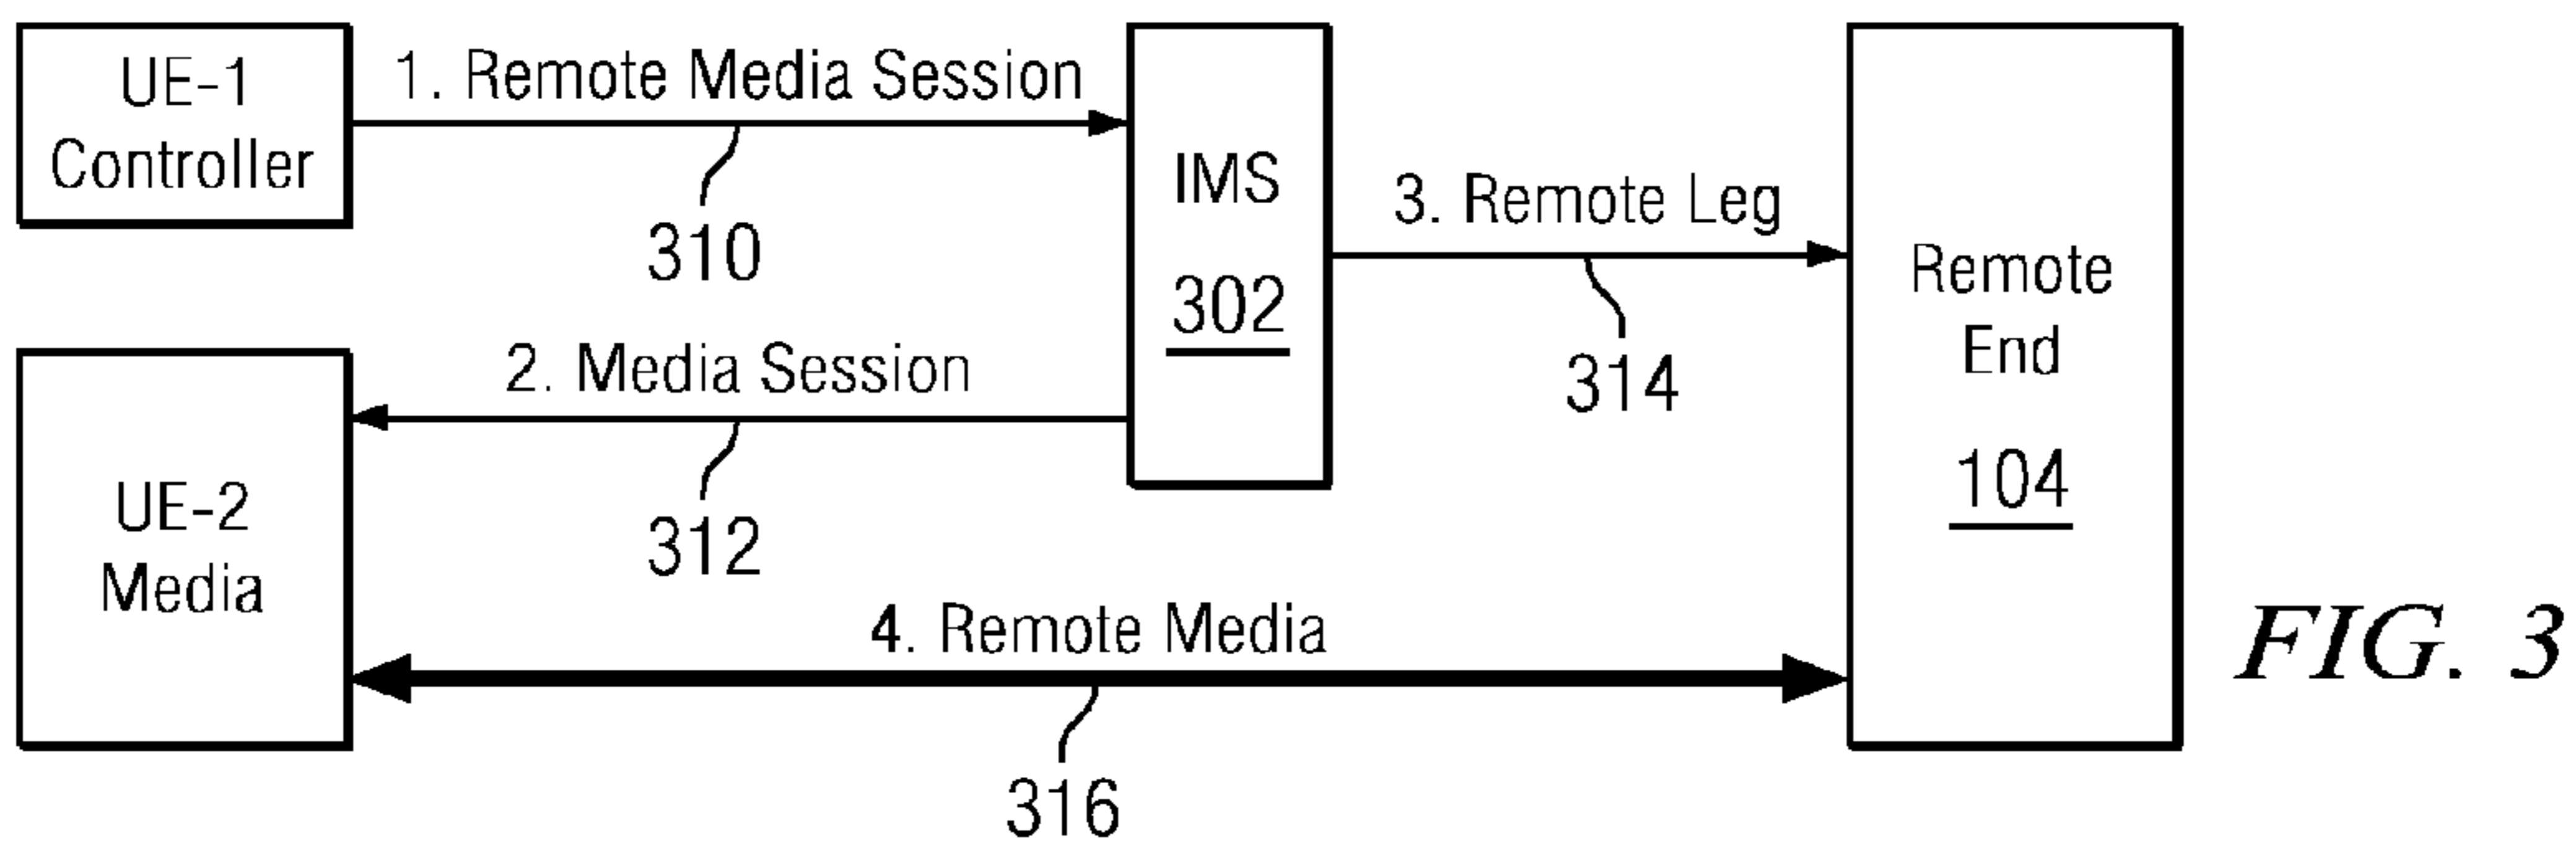 UE-1
Controller
1. Remote Media Session
310
IMS
302
3. Remote Leg
314
Remote
End
104
2. Media Session
312
UE-2
Media
4. Remote Media
316
FIG. 3